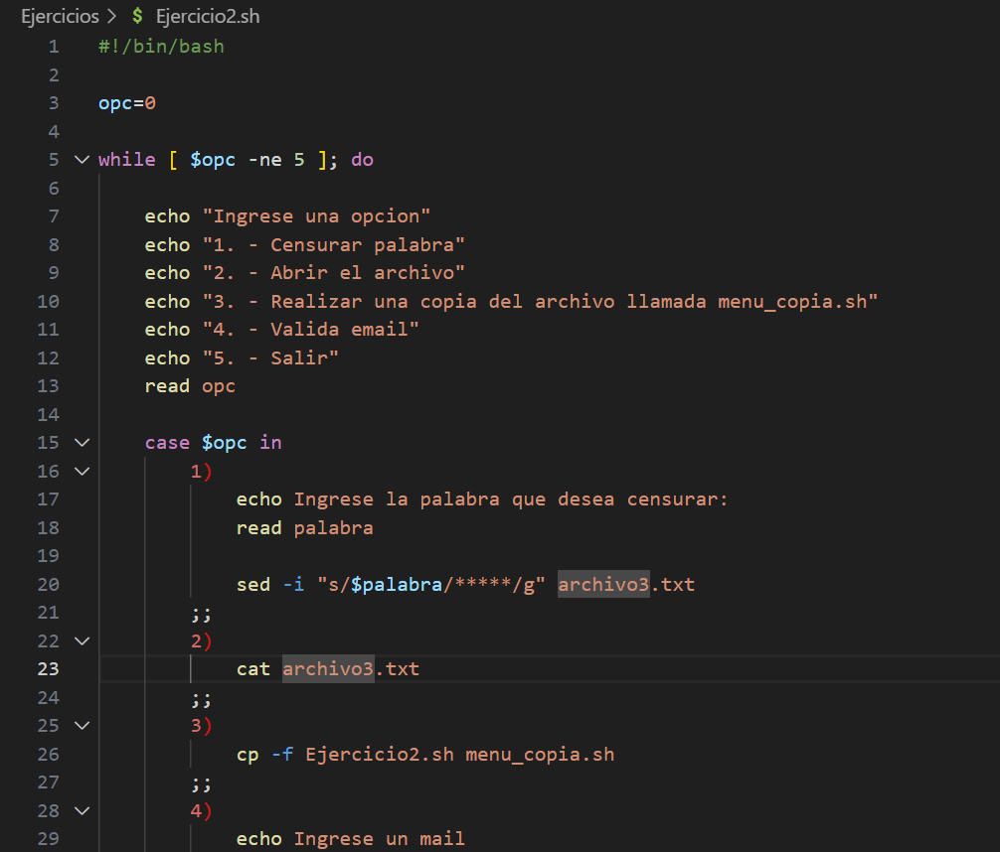 Ejercicios > $ Ejercicio2.sh
1 #!/bin/bash
2
3 opc=0
4
5 while [ $opc -ne 5 ]; do
6
7 echo "Ingrese una opcion"
8 echo "1. - Censurar palabra"
9 echo "2. - Abrir el archivo"
10 echo "3. - Realizar una copia del archivo llamada menu_copia.sh"
11 echo "4. - Valida email"
12 echo "5. - Salir"
13 read opc
14
15 case $opc in
16 1)
17 echo Ingrese la palabra que desea censurar:
18 read palabra
19
20 sed -i "s/$palabra/*****/g" archivo3.txt
21 ;;
22 2)
23 cat archivo3.txt
24 ;;
25 3)
26 cp -f Ejercicio2.sh menu_copia.sh
27 ;;
28 4)
29 echo Ingrese un mail